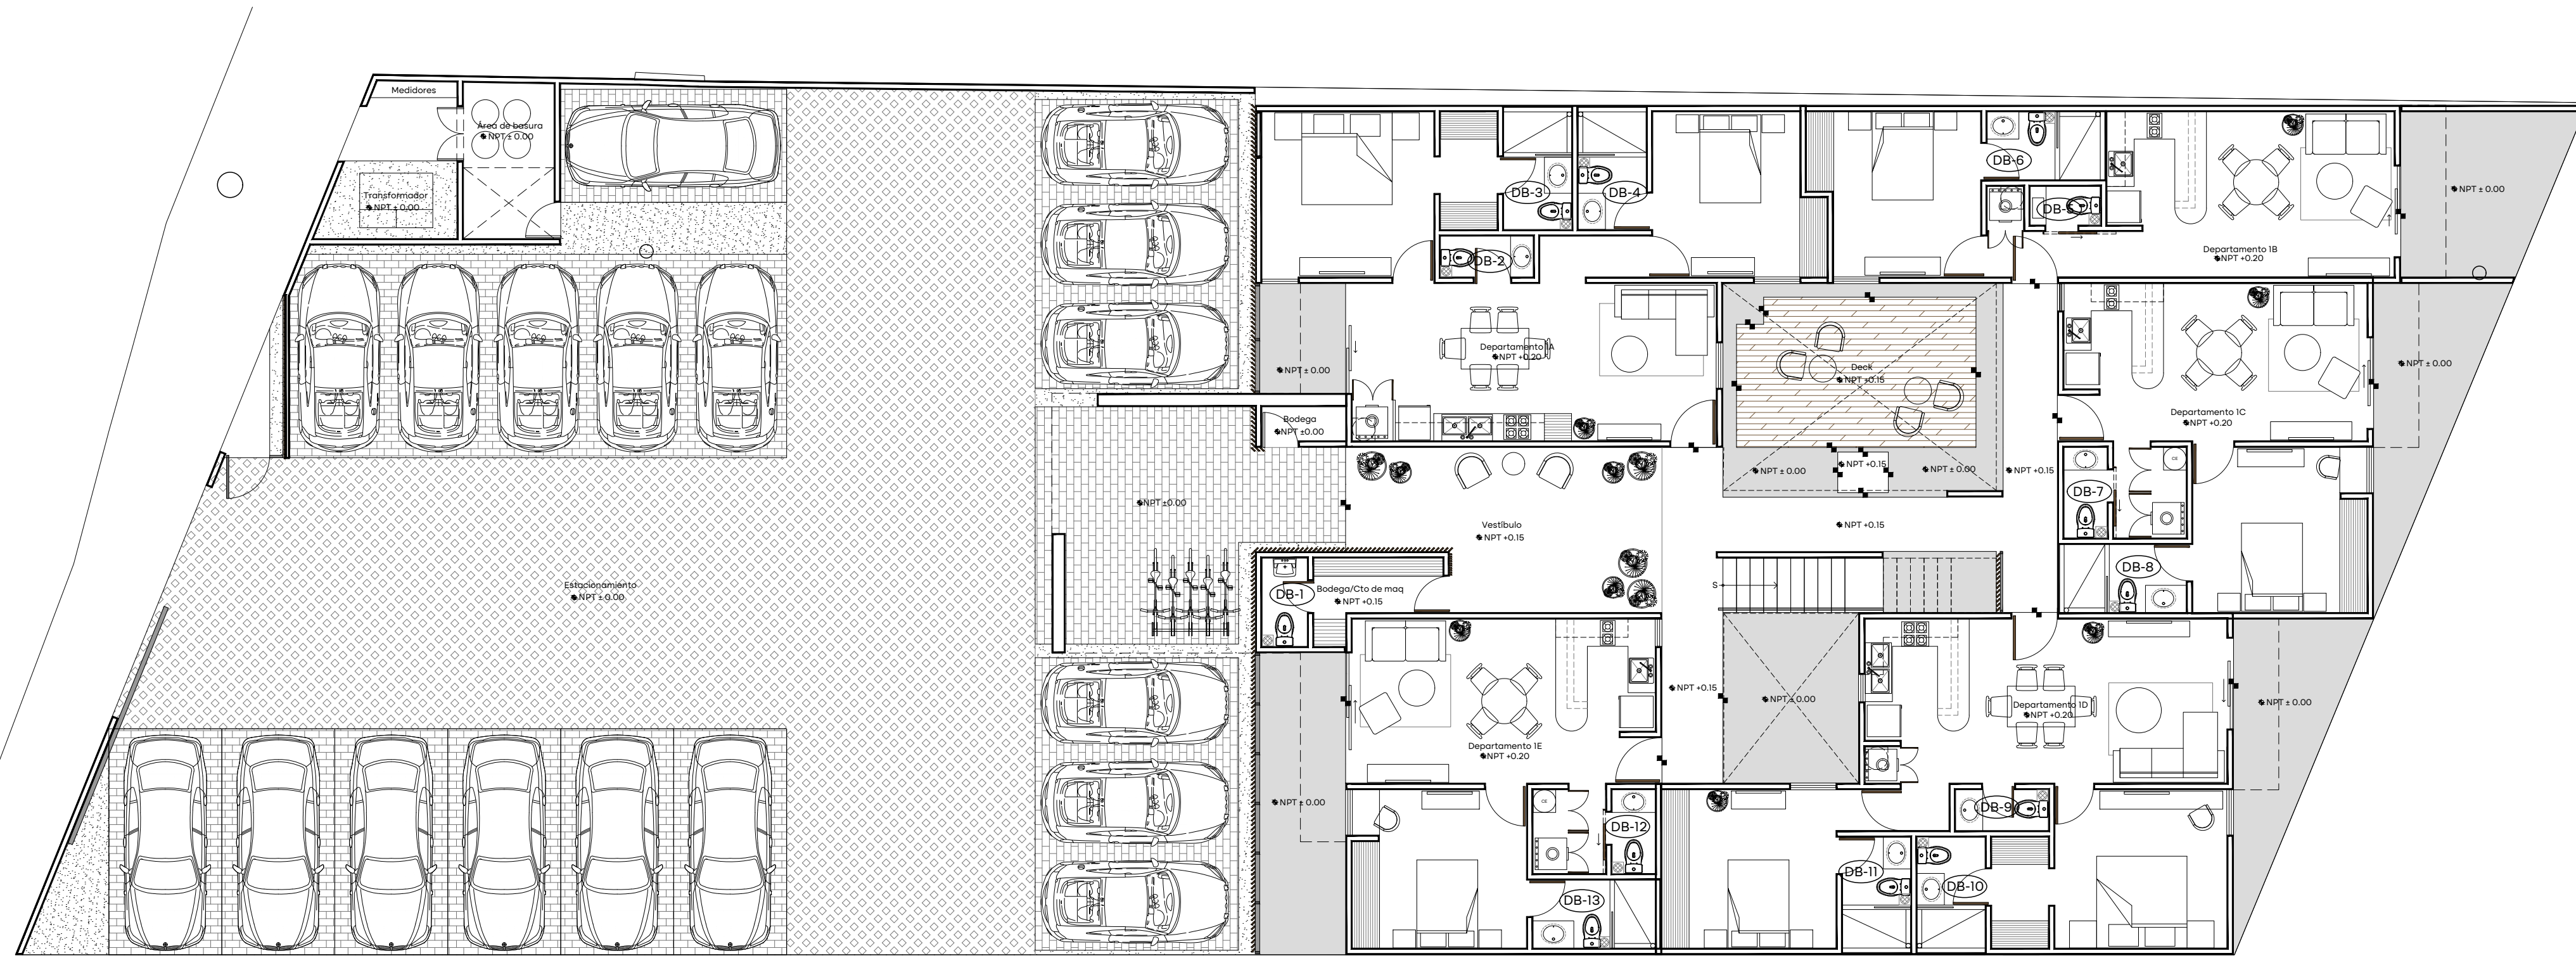 Medidores
Área de basura
NPT ± 0.00
Transformador
NPT ± 0.00
Estacionamiento
NPT ± 0.00
DB-3
DB-4
DB-2
NPT ± 0.00
Departamento 1A
NPT +0.20
Bodega
NPT ±0.00
NPT ±0.00
Vestíbulo
NPT +0.15
DB-1
Bodega/Cto de maq
NPT +0.15
DB-6
DB-5
Departamento 1B
NPT +0.20
NPT ± 0.00
Deck
NPT +0.15
NPT ± 0.00
NPT +0.15
NPT ± 0.00
NPT +0.15
NPT +0.15
S
Departamento 1C
NPT +0.20
NPT ± 0.00
DB-7
CE
DB-8
NPT ± 0.00
Departamento 1E
NPT +0.20
NPT +0.15
NPT ± 0.00
Departamento 1D
NPT +0.20
NPT ± 0.00
CE
DB-12
DB-13
DB-9
DB-11
DB-10